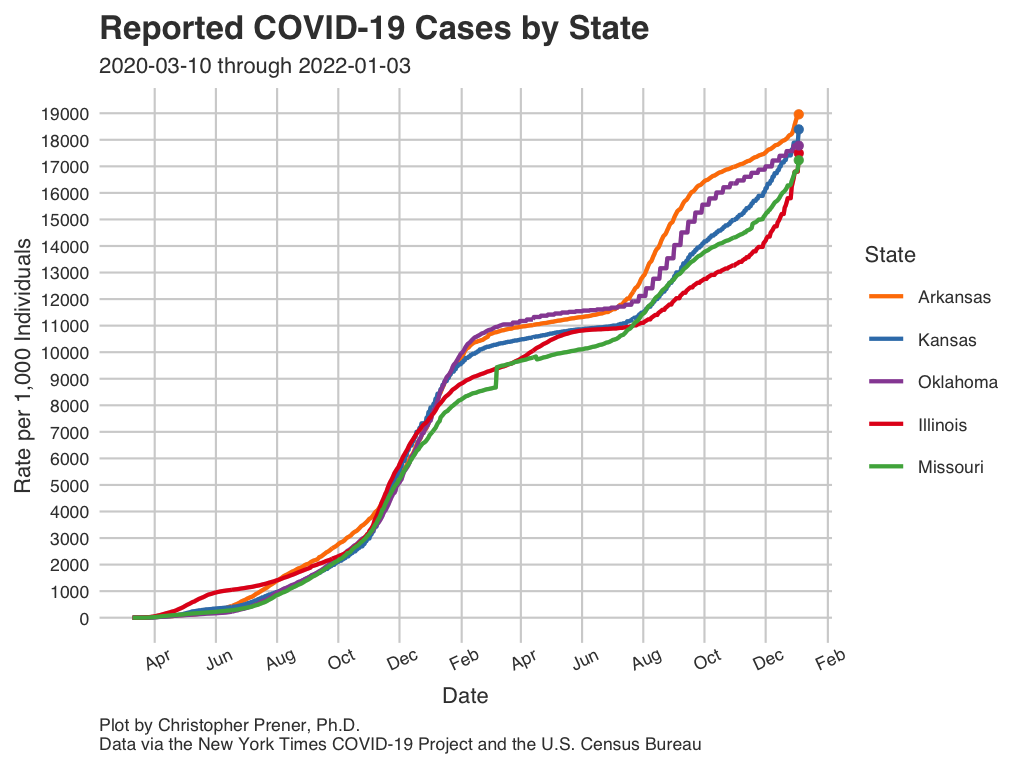 Reported COVID-19 Cases by State
2020-03-10 through 2022-01-03
Rate per 1,000 Individuals
19000
18000
17000
16000
15000
14000
13000
12000
11000
10000
9000
8000
7000
6000
5000
4000
3000
2000
1000
0
Apr Jun Aug Oct Dec Feb Apr Jun Aug Oct Dec Feb
Date
State
Arkansas
Kansas
Oklahoma
Illinois
Missouri
Plot by Christopher Prener, Ph.D.
Data via the New York Times COVID-19 Project and the U.S. Census Bureau